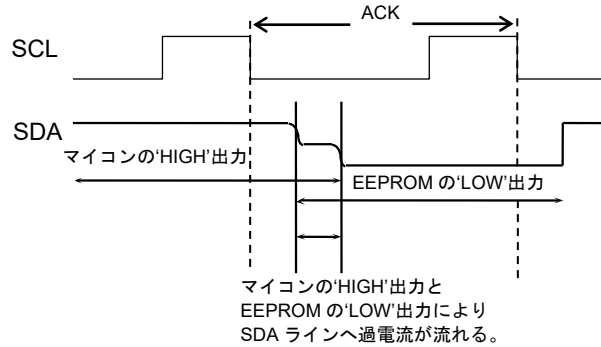 ACK
SCL
SDA
マイコンの‘HIGH’出力
EEPROM の‘LOW’出力
マイコンの‘HIGH’出力と
EEPROM の‘LOW’出力により
SDA ラインへ過電流が流れる。